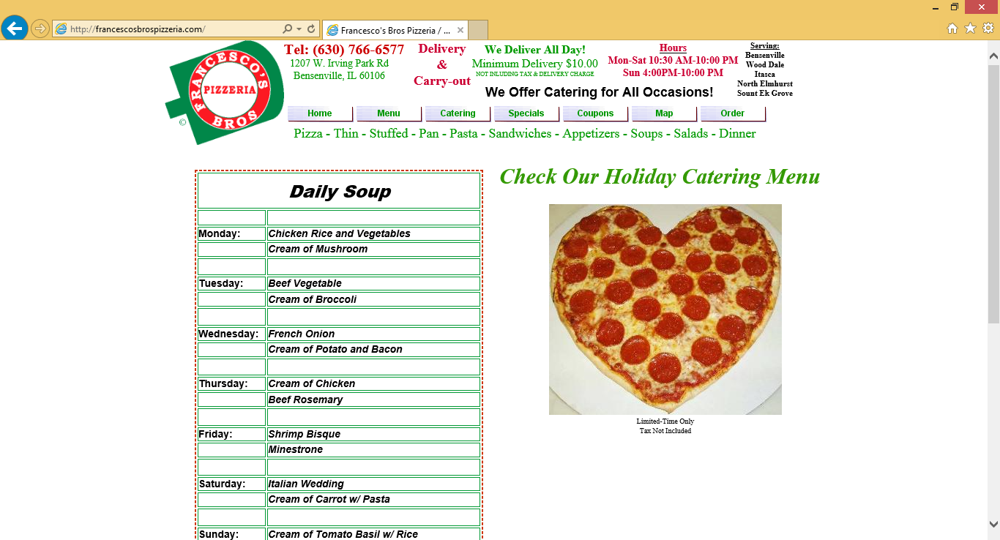 http://francescosbrospizzeria.com/
Francesco's Bros Pizzeria / ...
FRANCESCO'S
PIZZERIA
BROS
©
Tel: (630) 766-6577
1207 W. Irving Park Rd
Bensenville, IL 60106
Delivery
&
Carry-out
We Deliver All Day!
Minimum Delivery $10.00
NOT INLUDING TAX & DELIVERY CHARGE
Hours
Mon-Sat 10:30 AM-10:00 PM
Sun 4:00PM-10:00 PM
We Offer Catering for All Occasions!
Serving:
Bensenville
Wood Dale
Itasca
North Elmhurst
Sount Ek Grove
Home Menu Catering Specials Coupons Map Order
Pizza - Thin - Stuffed - Pan - Pasta - Sandwiches - Appetizers - Soups - Salads - Dinner
Daily Soup
Monday: Chicken Rice and Vegetables
Cream of Mushroom
Tuesday: Beef Vegetable
Cream of Broccoli
Wednesday: French Onion
Cream of Potato and Bacon
Thursday: Cream of Chicken
Beef Rosemary
Friday: Shrimp Bisque
Minestrone
Saturday: Italian Wedding
Cream of Carrot w/ Pasta
Sunday: Cream of Tomato Basil w/ Rice
Check Our Holiday Catering Menu
Limited-Time Only
Tax Not Included